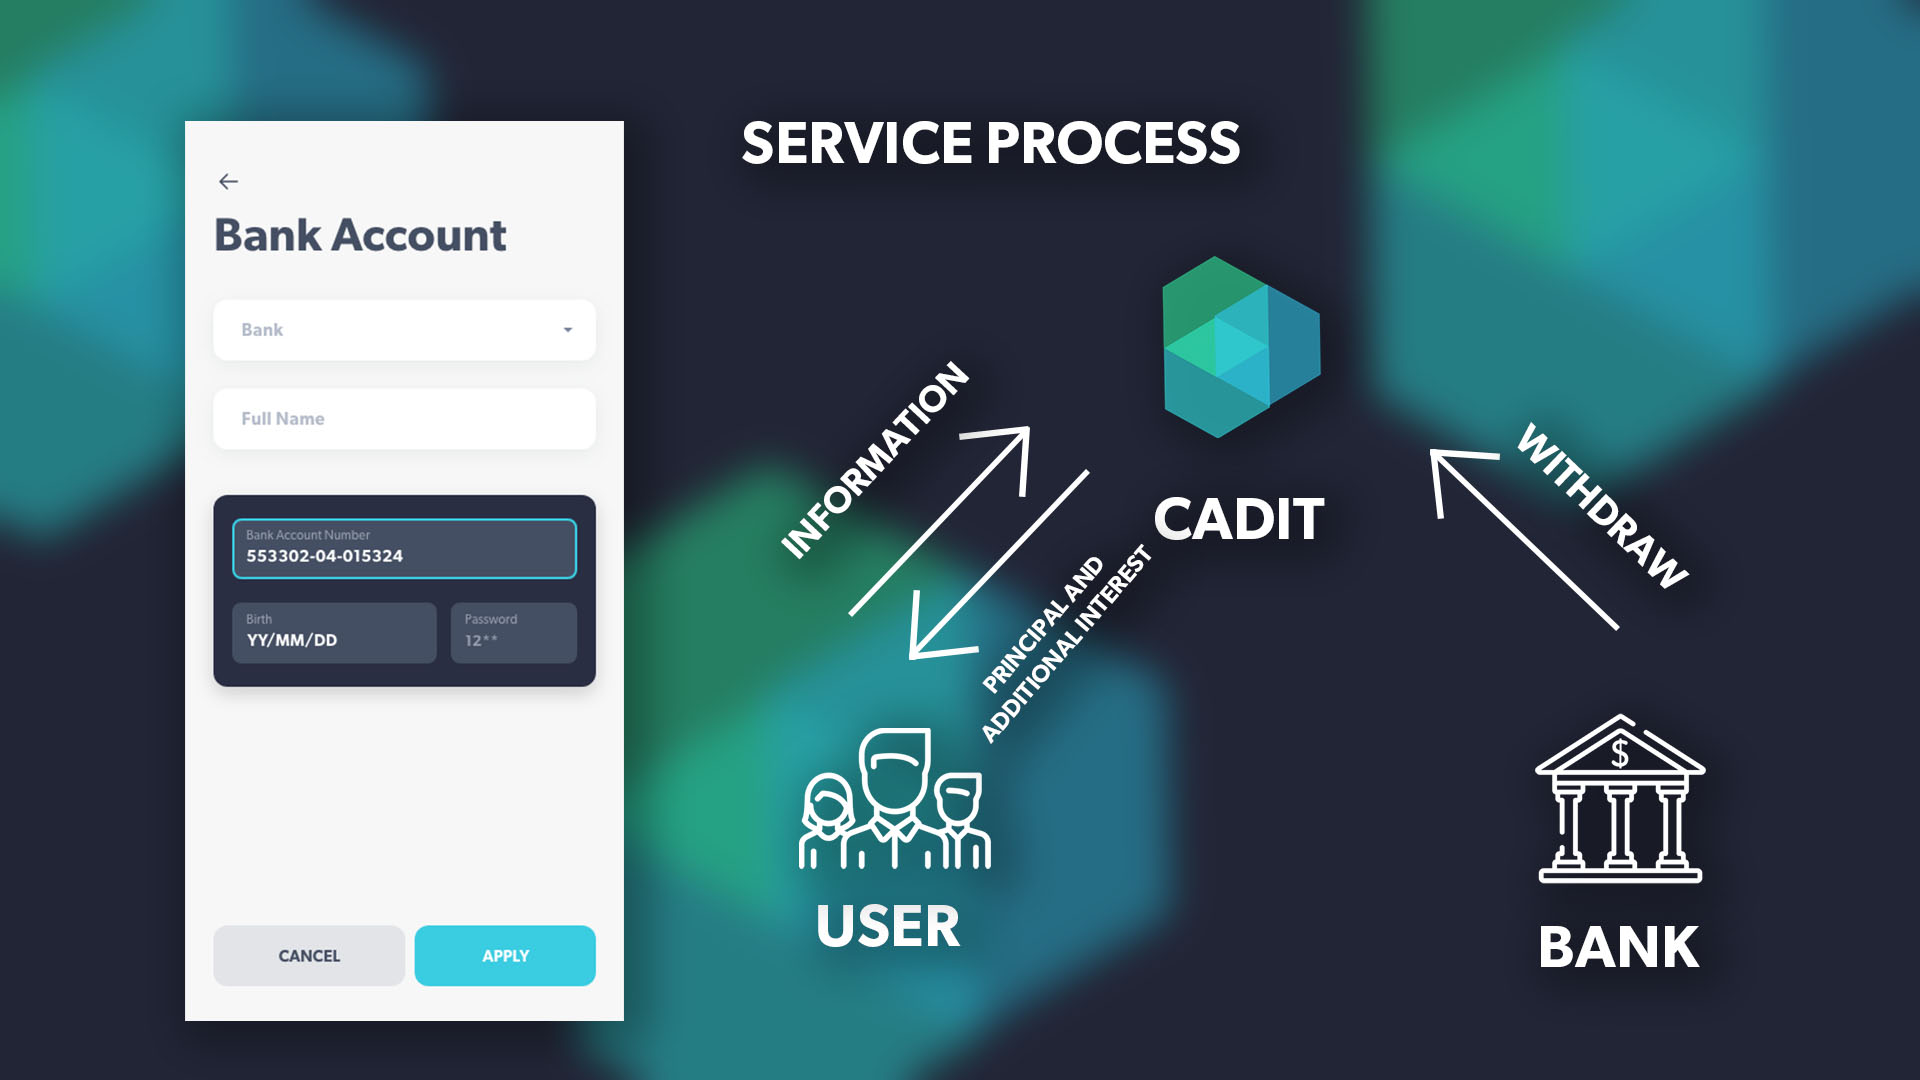 SERVICE PROCESS
Bank Account
Bank
Full Name
Bank Account Number
553302-04-015324
Birth
YY/MM/DD
Password
12**
CANCEL
APPLY
INFORMATION
PRINCIPAL AND
ADDITIONAL INTEREST
CADIT
WITHDRAW
USER
$
BANK